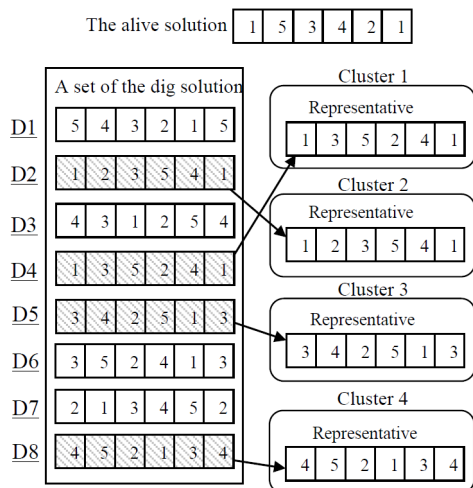 The alive solution 1 5 3 4 2 1
A set of the dig solution
D1 5 4 3 2 1 5
D2 1 2 3 5 4 1
D3 4 3 1 2 5 4
D4 1 3 5 2 4 1
D5 3 4 2 5 1 3
D6 3 5 2 4 1 3
D7 2 1 3 4 5 2
D8 4 5 2 1 3 4
Cluster 1
Representative
1 3 5 2 4 1
Cluster 2
Representative
1 2 3 5 4 1
Cluster 3
Representative
3 4 2 5 1 3
Cluster 4
Representative
4 5 2 1 3 4